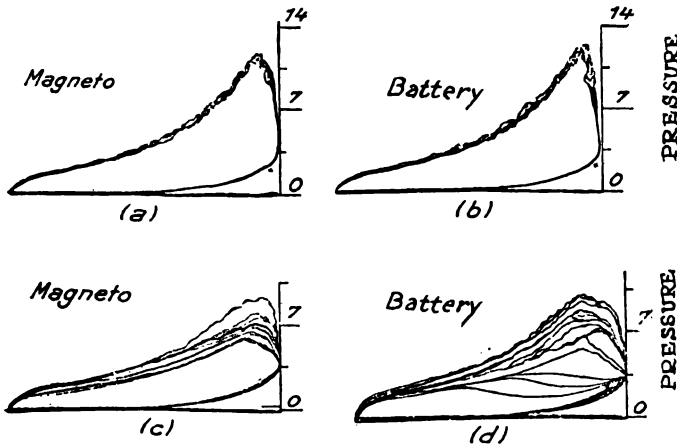 14
14
Magneto
Battery
7
7
PRESSURE
0
0
(a)
(b)
Magneto
Battery
7
7
PRESSURE
0
0
(c)
(d)